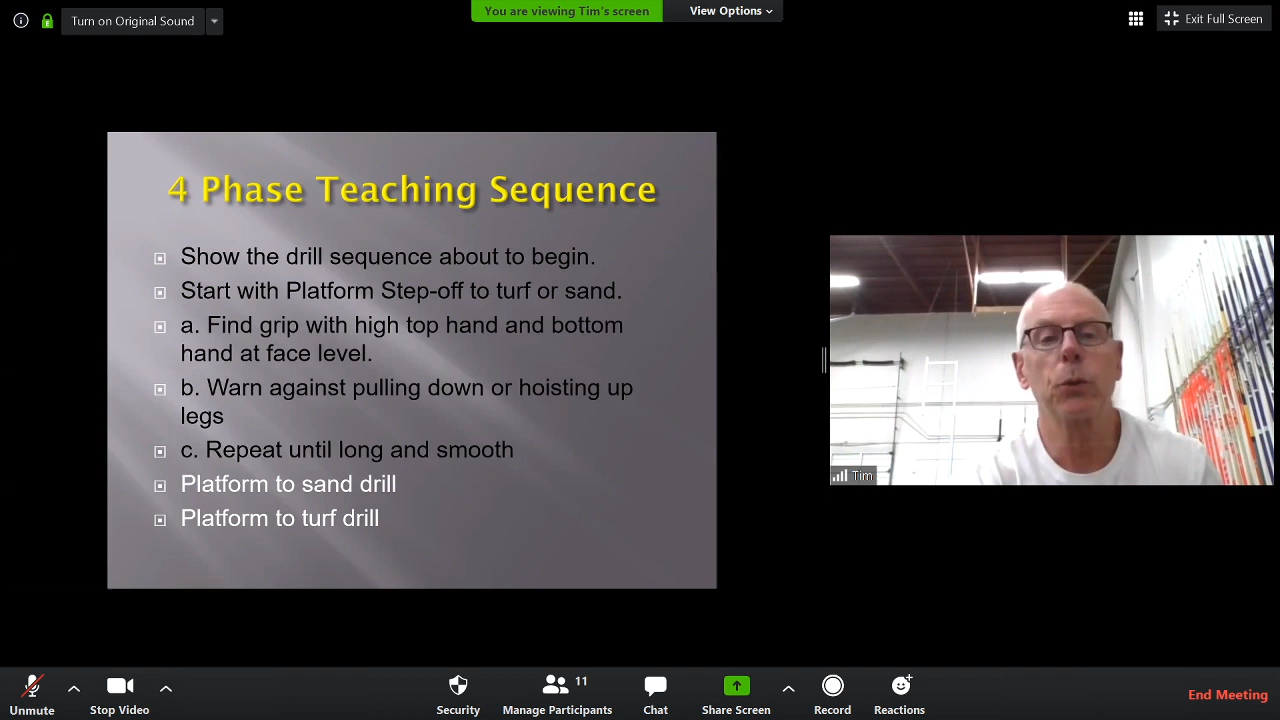 You are viewing Tim's screen
View Options
E
Turn on Original Sound
Exit Full Screen
4 Phase Teaching Sequence
Show the drill sequence about to begin.
Start with Platform Step-off to turf or sand.
a. Find grip with high top hand and bottom
hand at face level.
b. Warn against pulling down or hoisting up
legs
c. Repeat until long and smooth
Platform to sand drill
Platform to turf drill
Tim
Unmute
Stop Video
Security
11
Manage Participants
Chat
Share Screen
Record
Reactions
End Meeting